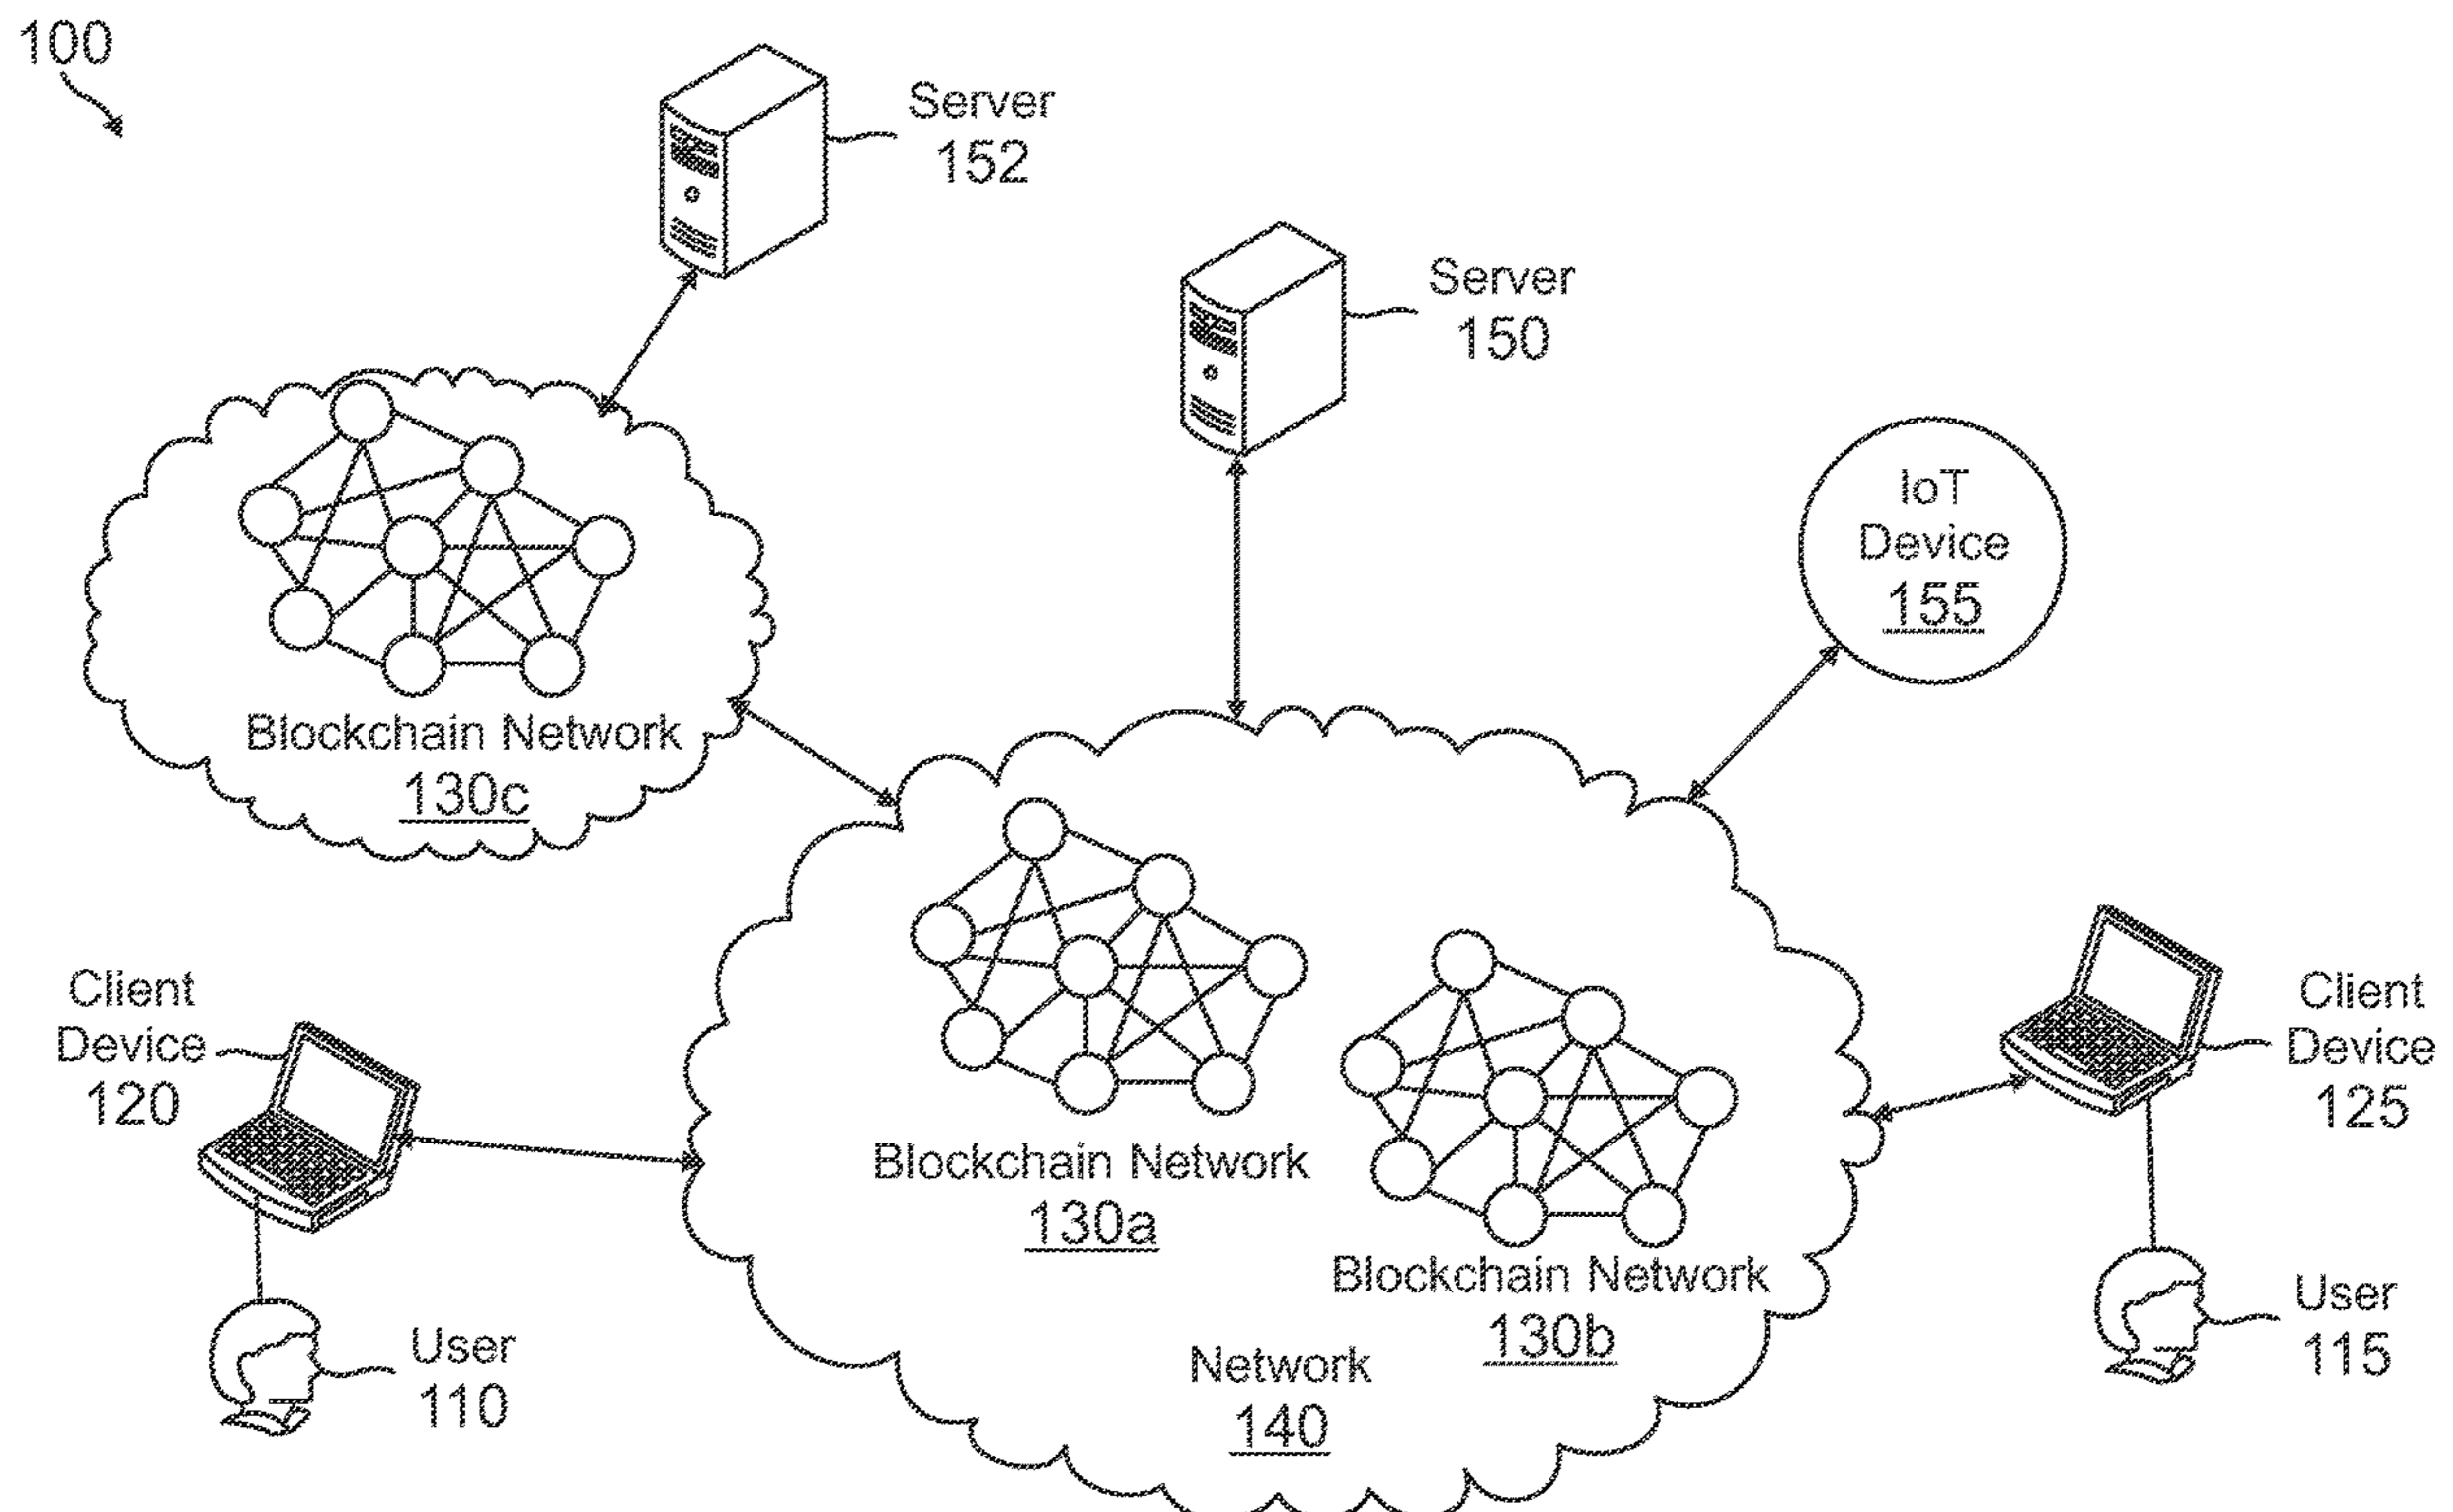 100
Server
152
Server
150
IoT
Device
155
Blockchain Network
130c
Client
Device
120
Client
Device
125
Blockchain Network
130a
Blockchain Network
130b
User
110
User
115
Network
140